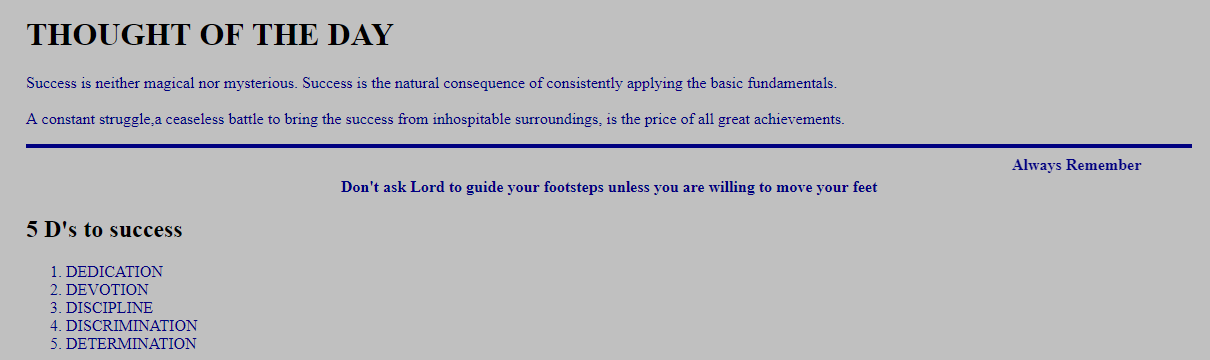 THOUGHT OF THE DAY
Success is neither magical nor mysterious. Success is the natural consequence of consistently applying the basic fundamentals.
A constant struggle,a ceaseless battle to bring the success from inhospitable surroundings, is the price of all great achievements.
Always Remember
Don't ask Lord to guide your footsteps unless you are willing to move your feet
5 D's to success
1. DEDICATION
2. DEVOTION
3. DISCIPLINE
4. DISCRIMINATION
5. DETERMINATION